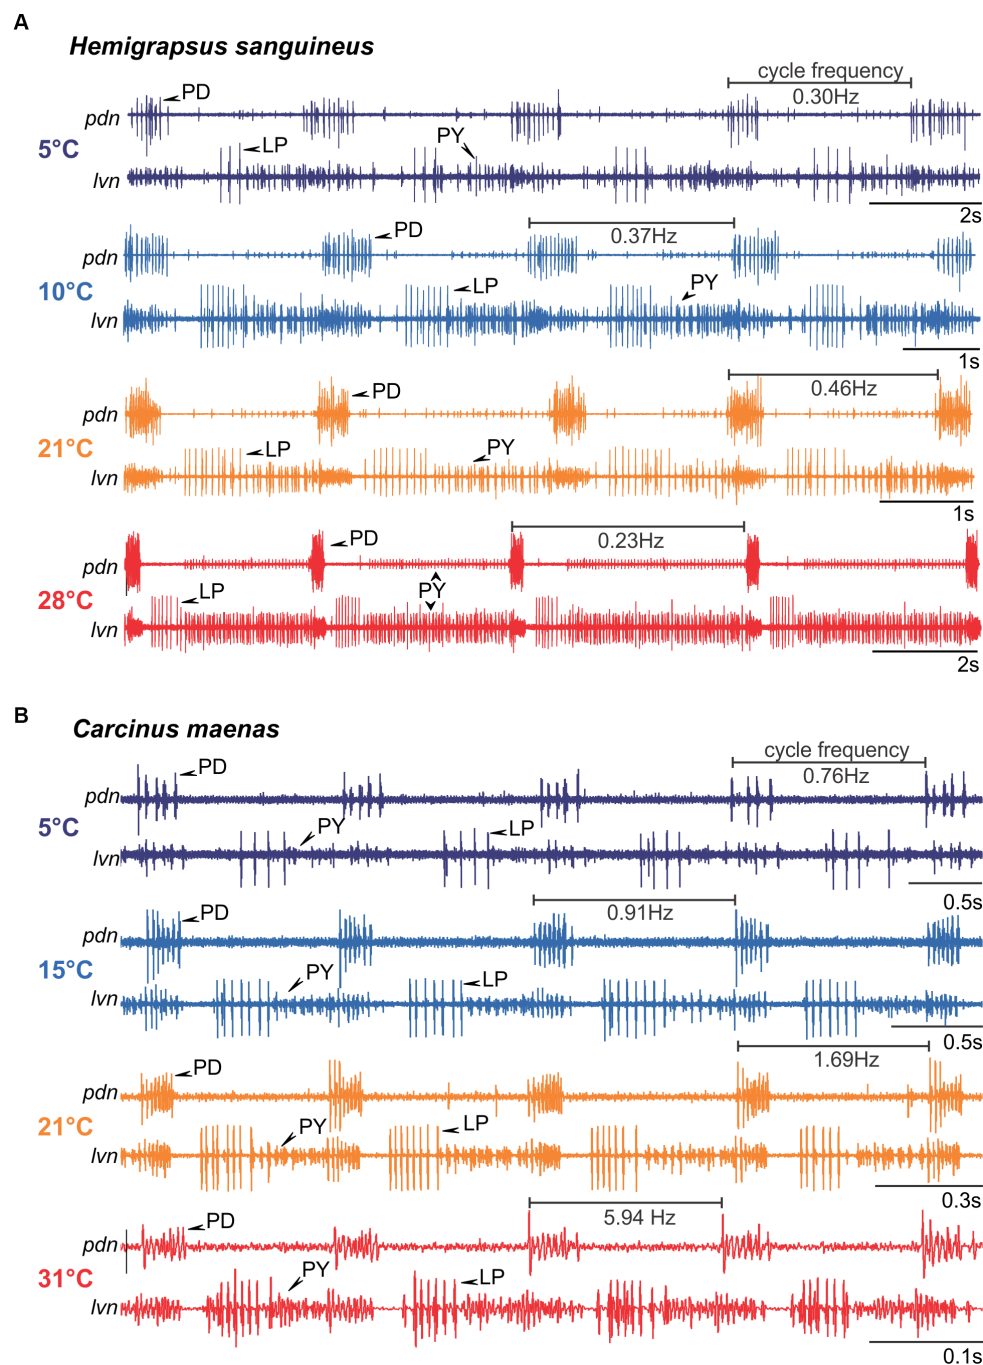 A
Hemigrapsus sanguineus
cycle frequency
PD
0.30Hz
pdn
5°C
LP
PY
lvn
2s
PD
0.37Hz
pdn
10°C
LP
PY
lvn
1s
0.46Hz
PD
pdn
21°C
LP
PY
lvn
1s
PD
0.23Hz
pdn
28°C
PY
LP
lvn
2s
B
Carcinus maenas
cycle frequency
PD
0.76Hz
pdn
5°C
PY
LP
lvn
0.5s
PD
0.91Hz
pdn
15°C
PY
LP
lvn
0.5s
1.69Hz
PD
pdn
21°C
PY
LP
lvn
0.3s
PD
5.94 Hz
pdn
31°C
PY
LP
lvn
0.1s